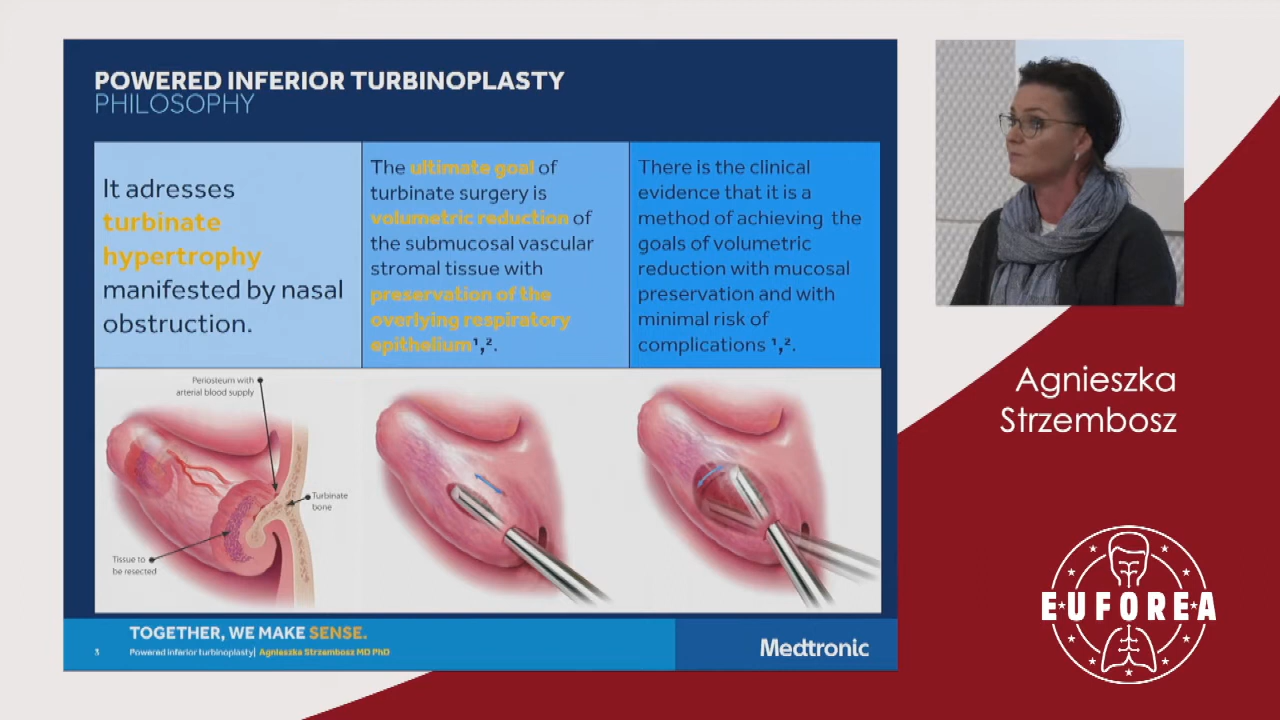 POWERED INFERIOR TURBINOPLASTY
PHILOSOPHY
It adresses
turbinate
hypertrophy
manifested by nasal
obstruction.
The ultimate goal of
turbinate surgery is
volumetric reduction of
the submucosal vascular
stromal tissue with
preservation of the
overlying respiratory
epithelium¹,².
There is the clinical
evidence that it is a
method of achieving the
goals of volumetric
reduction with mucosal
preservation and with
minimal risk of
complications ¹,².
Periosteum with
arterial blood supply
Turbinate
bone
Tissue to
be resected
TOGETHER, WE MAKE SENSE.
3 Powered inferior turbinoplasty| Agnieszka Strzembosz MD PhD
Medtronic
Agnieszka
Strzembosz
EUFOREA